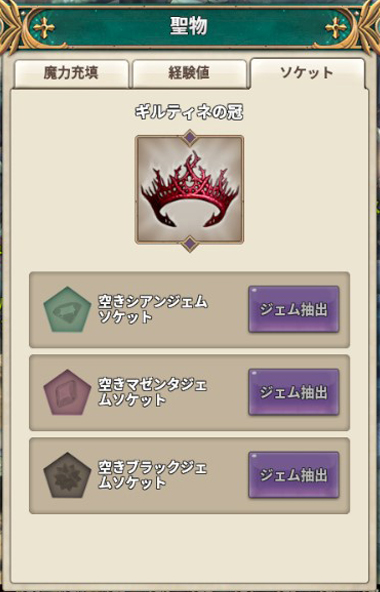 聖物
魔力充填
経験値
ソケット
ギルティネの冠
空きシアンジェム
ソケット
ジェム抽出
空きマゼンタジェ
ムソケット
ジェム抽出
空きブラックジェ
ムソケット
ジェム抽出